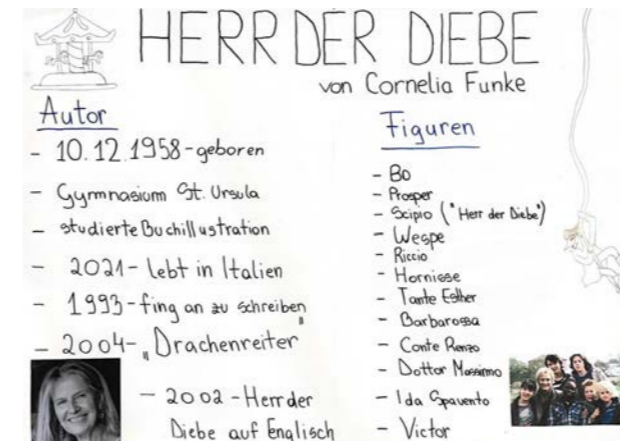 HERR DER DIEBE
von Cornelia Funke
Autor
- 10.12.1958-geboren
- Gymnasium St. Ursula
- studierte Buchillustration
- 2021- lebt in Italien
- 1993-fing an zu schreiben
- 2004- „Drachenreiter"
- 2002 -Herr der
Diebe auf Englisch
Figuren
- Bo
- Prosper
- Scipio ("Herr der Diebe")
- Wespe
- Riccio
- Hornisse
- Tante Esther
- Barbarossa
- Conte Renzo
- Dottor Massimo
- Ida Spavento
- Victor